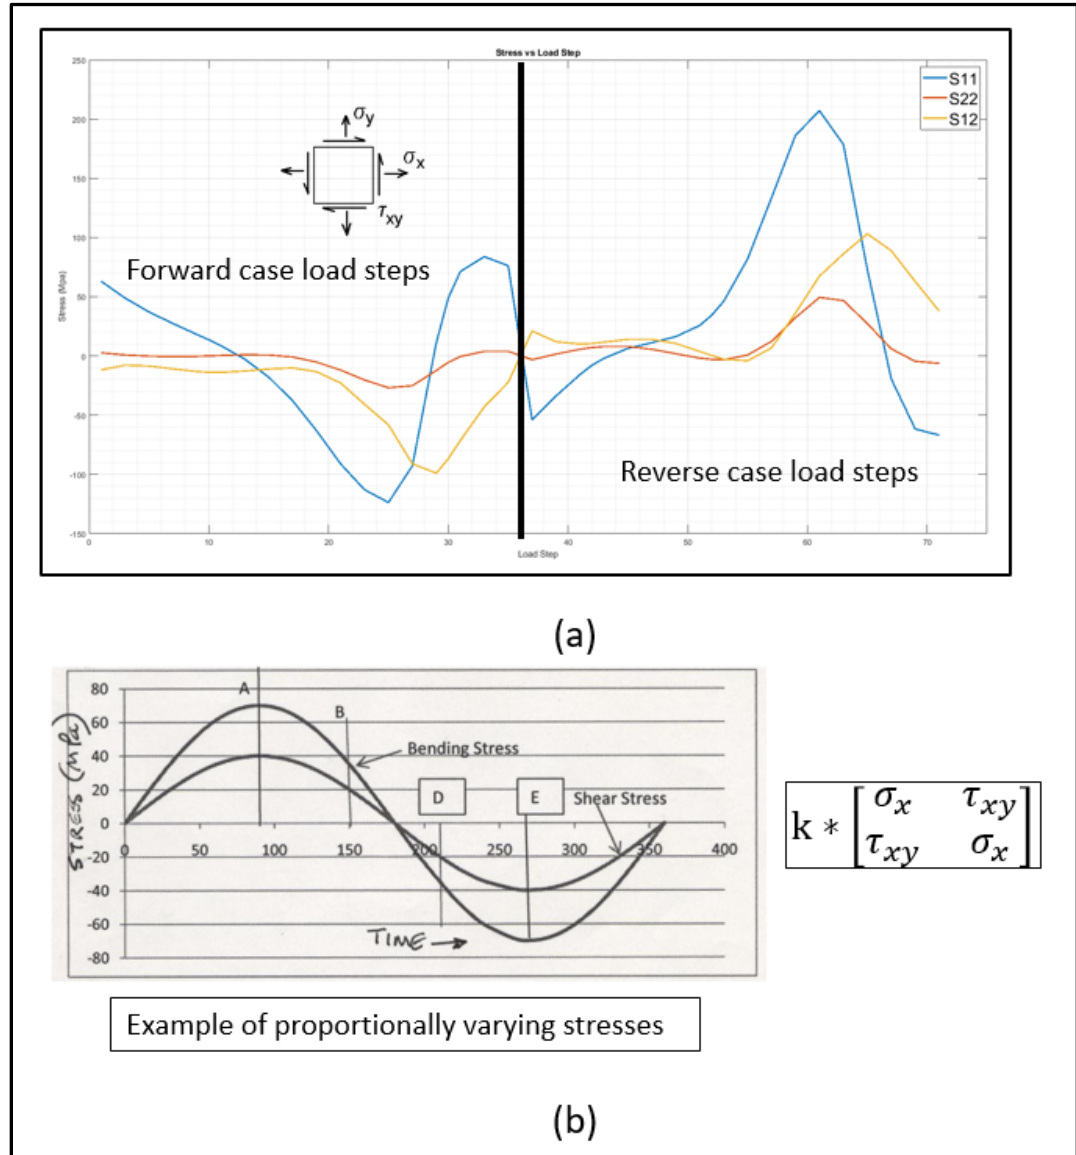 Stress vs Load Step
250
200
150
100
50
0
-50
-100
-150
Stress (Mpa)
S11
S22
S12
σy
σx
τxy
Forward case load steps
Reverse case load steps
0 10 20 30 40 50 60 70
Load Step
(a)
80
60
40
20
0
-20
-40
-60
-80
STRESS (MPa)
A
B
Bending Stress
D
E
Shear Stress
0 50 100 150 200 250 300 350 400
TIME →
k * [σx τxy
τxy σx]
Example of proportionally varying stresses
(b)